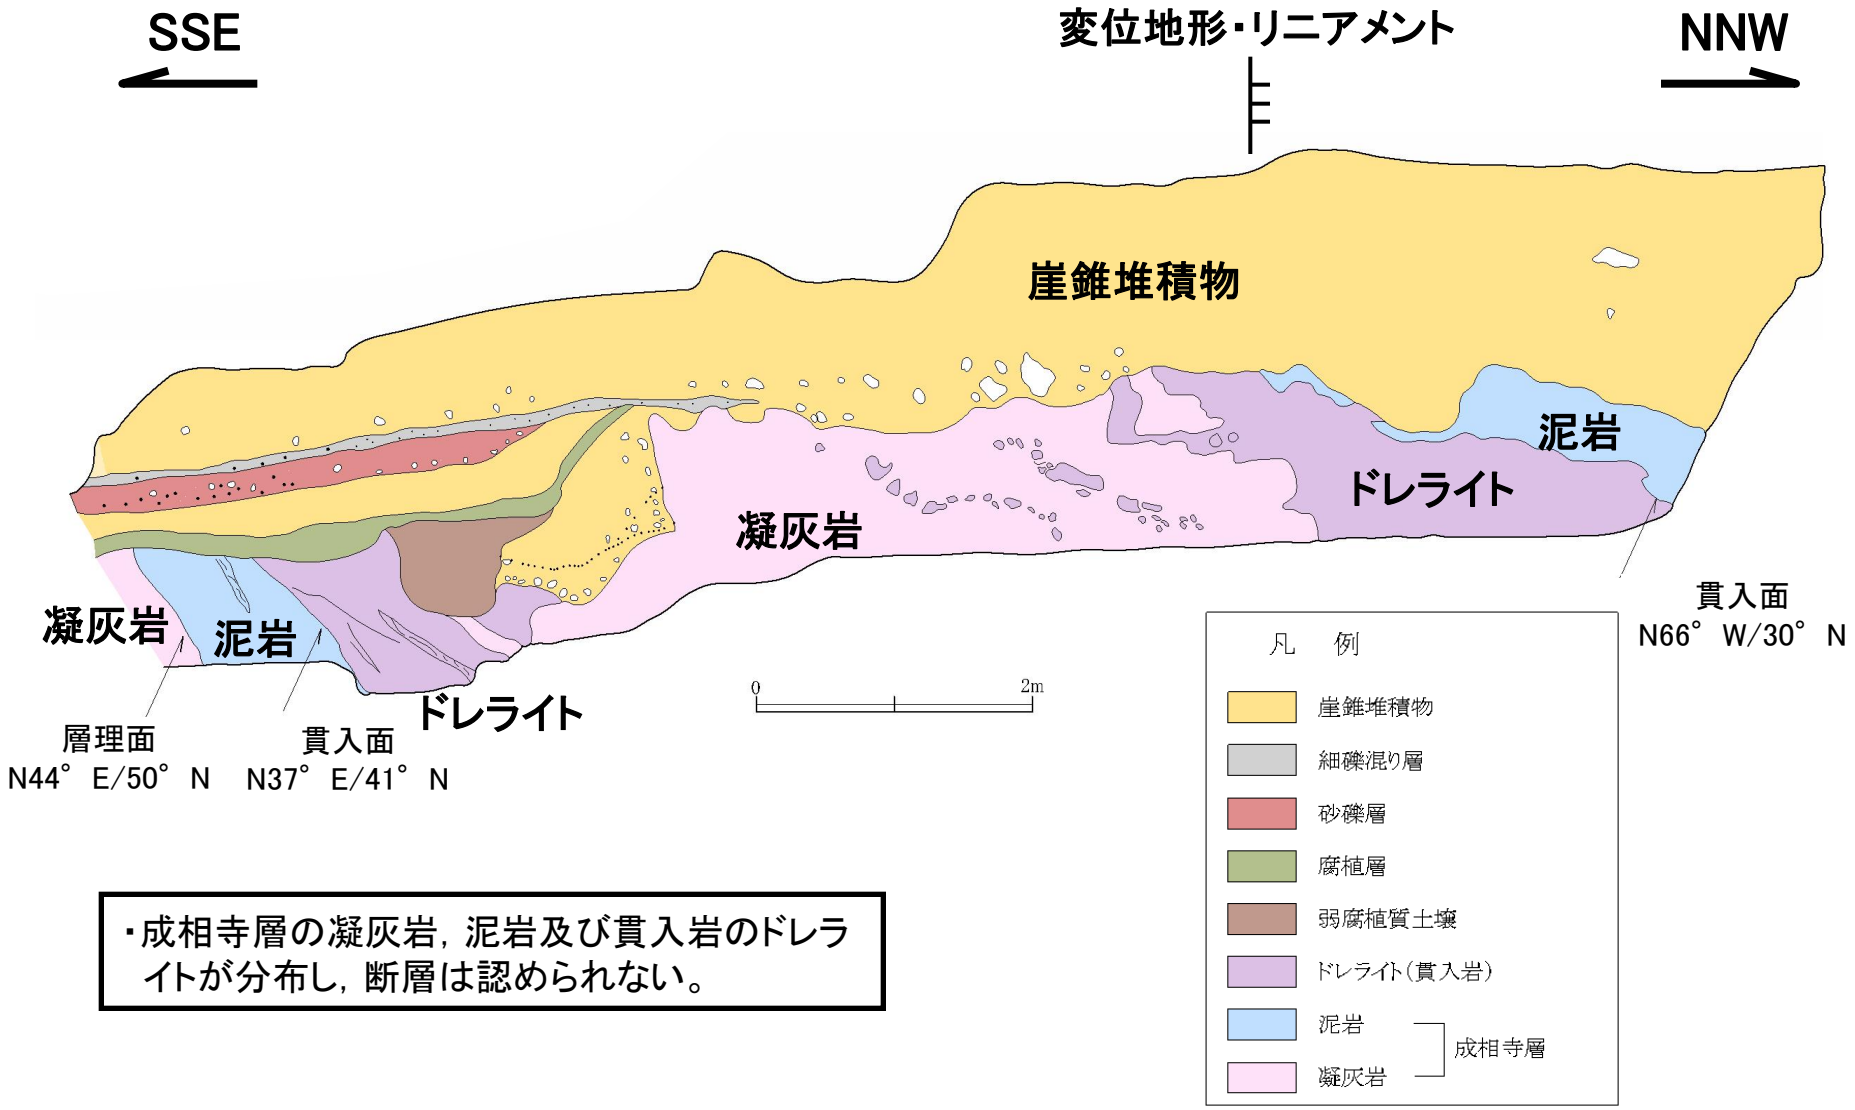 SSE
変位地形・リニアメント
NNW
崖錐堆積物
泥岩
ドレライト
凝灰岩
凝灰岩
泥岩
ドレライト
層理面
N44° E/50° N
貫入面
N37° E/41° N
貫入面
N66° W/30° N
0
2m
凡 例
崖錐堆積物
細礫混り層
砂礫層
腐植層
弱腐植質土壌
ドレライト(貫入岩)
泥岩
成相寺層
凝灰岩
・成相寺層の凝灰岩,泥岩及び貫入岩のドレラ
イトが分布し,断層は認められない。